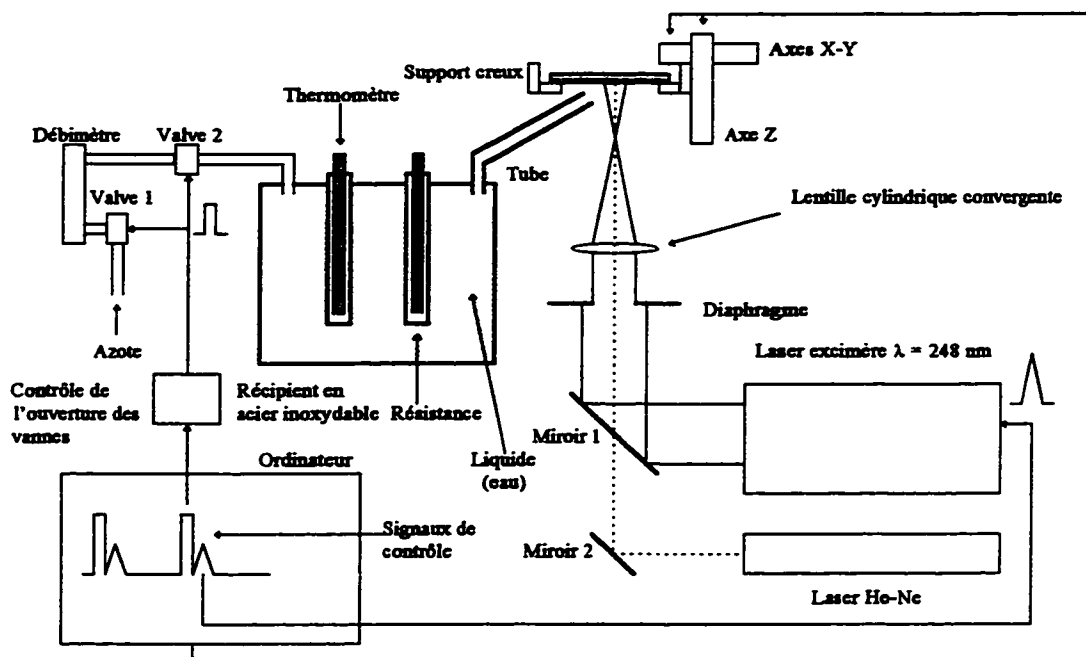 Axes X-Y
Support creux
Thermomètre
Débimètre
Valve 2
Axe Z
Tube
Valve 1
Lentille cylindrique convergente
Diaphragme
Azote
Laser excimère λ = 248 nm
Contrôle de
l'ouverture des
vannes
Récipient en
acier inoxydable
Résistance
Miroir 1
Ordinateur
Liquide
(eau)
Signaux de
contrôle
Miroir 2
Laser He-Ne